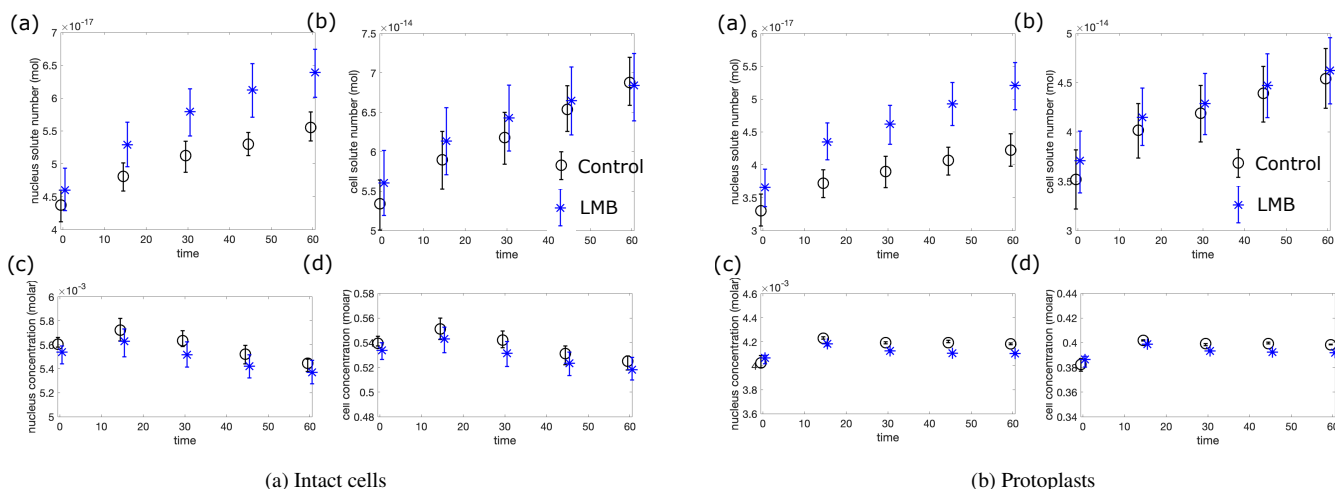 (a)
×10⁻¹⁷
7
6.5
6
5.5
5
4.5
4
nucleus solute number (mol)
0 10 20 30 40 50 60
time
(b)
×10⁻¹⁴
7.5
7
6.5
6
5.5
5
cell solute number (mol)
0 10 20 30 40 50 60
time
Control
LMB
(c)
×10⁻³
6
5.8
5.6
5.4
5.2
5
nucleus concentration (molar)
0 10 20 30 40 50 60
time
(d)
0.58
0.56
0.54
0.52
0.5
0.48
cell concentration (molar)
0 10 20 30 40 50 60
time
(a) Intact cells
(a)
×10⁻¹⁷
6
5.5
5
4.5
4
3.5
3
nucleus solute number (mol)
0 10 20 30 40 50 60
time
(b)
×10⁻¹⁴
5
4.5
4
3.5
3
cell solute number (mol)
0 10 20 30 40 50 60
time
Control
LMB
(c)
×10⁻³
4.6
4.4
4.2
4
3.8
3.6
nucleus concentration (molar)
0 10 20 30 40 50 60
time
(d)
0.44
0.42
0.4
0.38
0.36
0.34
cell concentration (molar)
0 10 20 30 40 50 60
time
(b) Protoplasts